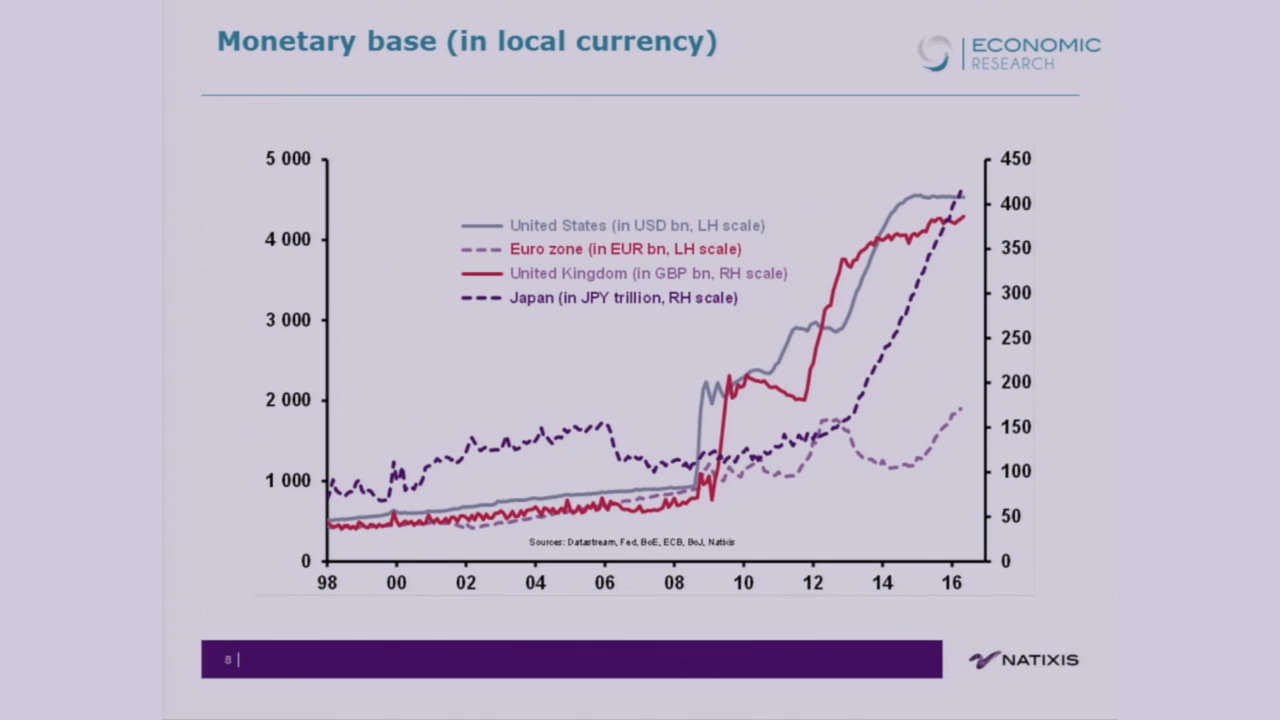 Monetary base (in local currency)
ECONOMIC
RESEARCH
5 000
4 000
3 000
2 000
1 000
0
450
400
350
300
250
200
150
100
50
0
United States (in USD bn, LH scale)
Euro zone (in EUR bn, LH scale)
United Kingdom (in GBP bn, RH scale)
Japan (in JPY trillion, RH scale)
Sources: Datastream, Fed, BoE, ECB, BoJ, Natixis
98 00 02 04 06 08 10 12 14 16
8 |
NATIXIS